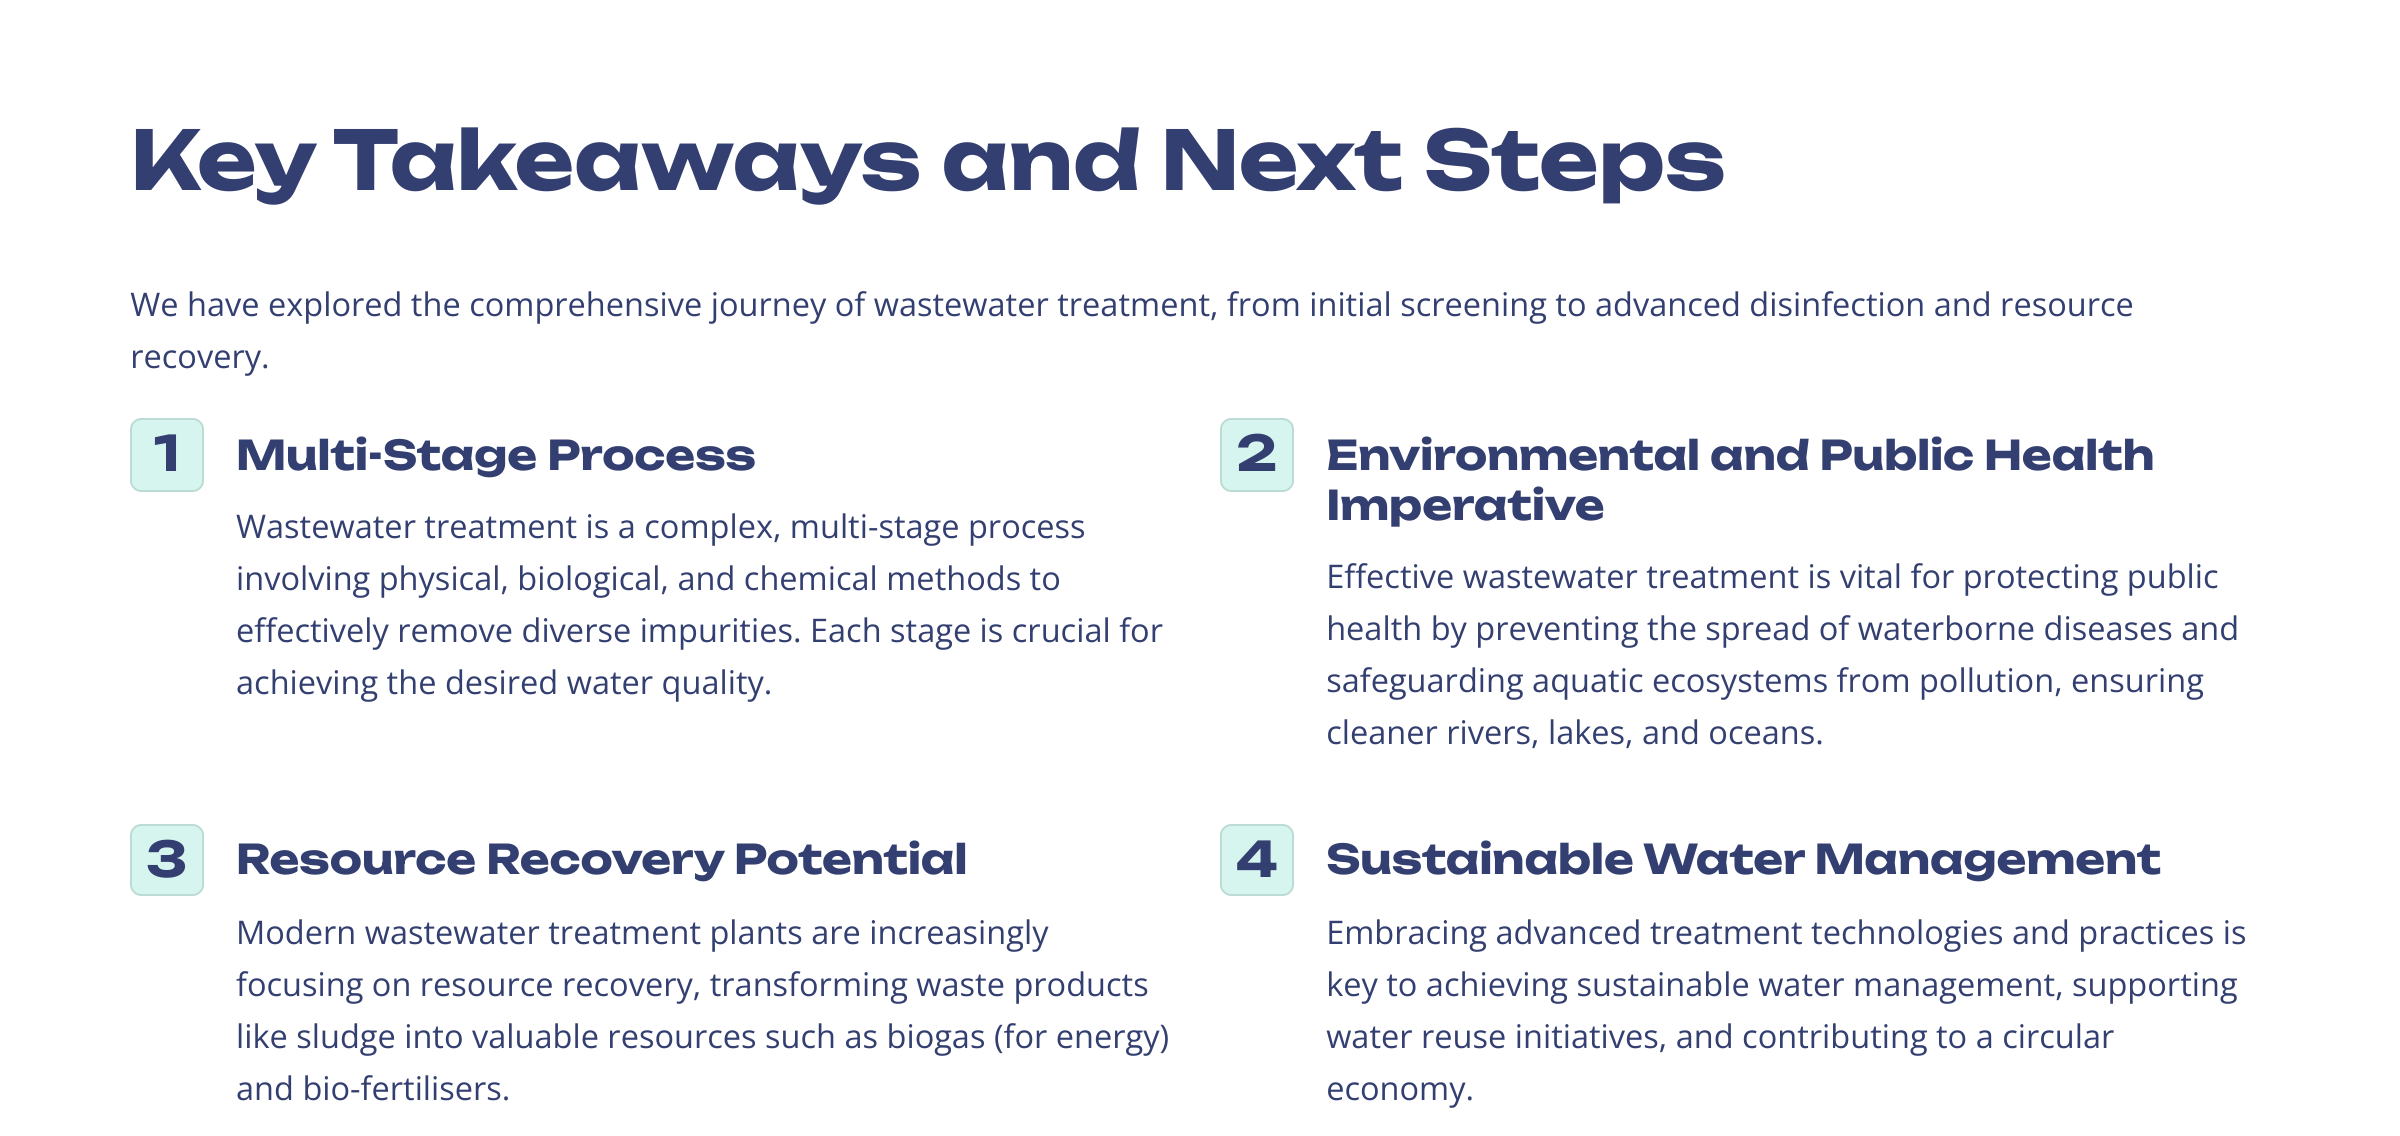 Key Takeaways and Next Steps
We have explored the comprehensive journey of wastewater treatment, from initial screening to advanced disinfection and resource
recovery.
1
Multi-Stage Process
Wastewater treatment is a complex, multi-stage process
involving physical, biological, and chemical methods to
effectively remove diverse impurities. Each stage is crucial for
achieving the desired water quality.
2
Environmental and Public Health
Imperative
Effective wastewater treatment is vital for protecting public
health by preventing the spread of waterborne diseases and
safeguarding aquatic ecosystems from pollution, ensuring
cleaner rivers, lakes, and oceans.
3
Resource Recovery Potential
Modern wastewater treatment plants are increasingly
focusing on resource recovery, transforming waste products
like sludge into valuable resources such as biogas (for energy)
and bio-fertilisers.
4
Sustainable Water Management
Embracing advanced treatment technologies and practices is
key to achieving sustainable water management, supporting
water reuse initiatives, and contributing to a circular
economy.